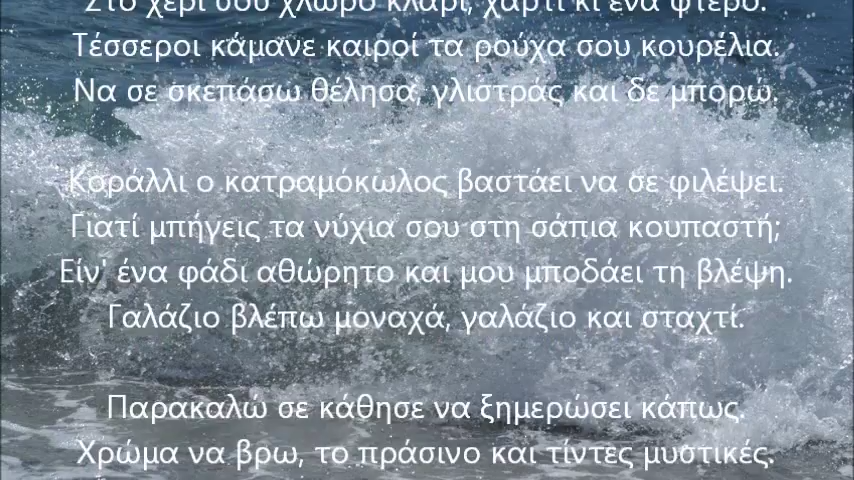 Στο χέρι σου χλωρό κλαρί, χαρτί κι ένα φτερό.
Τέσσεροι κάμανε καιροί τα ρούχα σου κουρέλια.
Να σε σκεπάσω θέλησα, γλιστράς και δε μπορώ.
Κοράλλι ο κατραμόκωλος βαστάει να σε φιλέψει.
Γιατί μπήγεις τα νύχια σου στη σάπια κουπαστή;
Είν' ένα φάδι αθώρητο και μου μποδάει τη βλέψη.
Γαλάζιο βλέπω μοναχά, γαλάζιο και σταχτί.
Παρακαλώ σε κάθησε να ξημερώσει κάπως.
Χρώμα να βρω, το πράσινο και τίντες μυστικές.